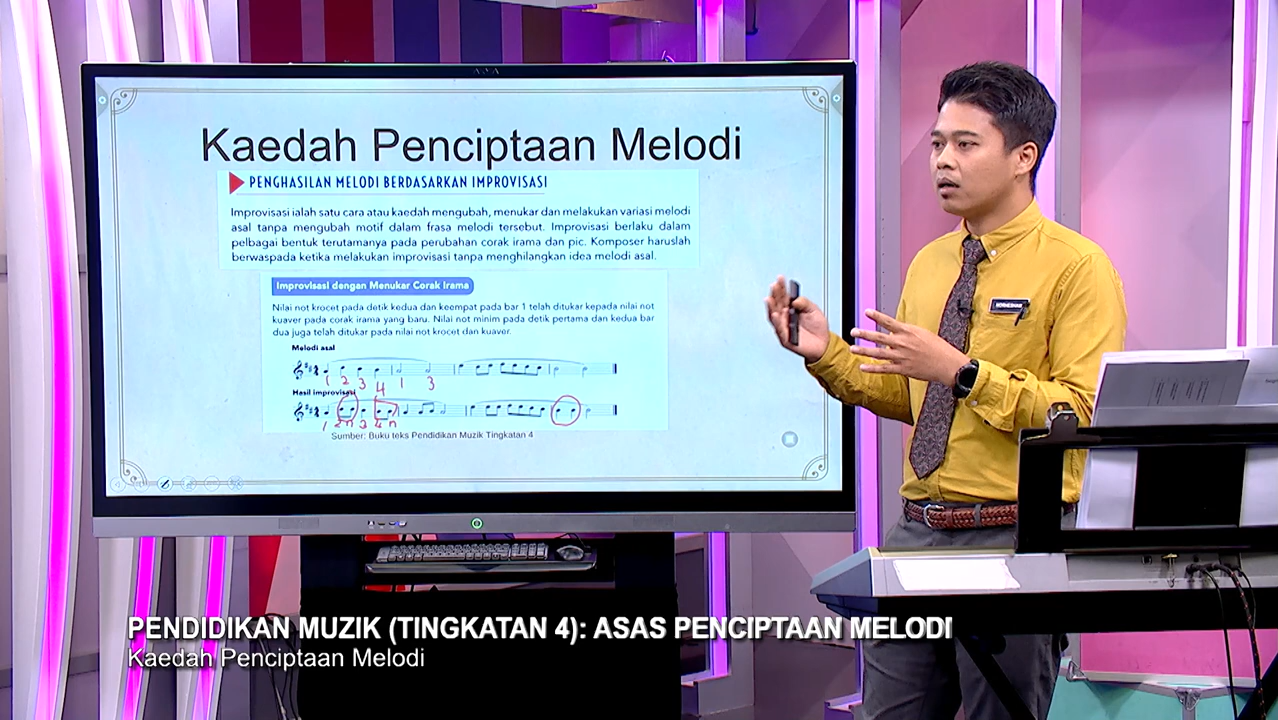 Kaedah Penciptaan Melodi
PENGHASILAN MELODI BERDASARKAN IMPROVISASI
Improvisasi ialah satu cara atau kaedah mengubah, menukar dan melakukan variasi melodi
asal tanpa mengubah motif dalam frasa melodi tersebut. Improvisasi berlaku dalam
pelbagai bentuk terutamanya pada perubahan corak irama dan pic. Komposer haruslah
berwaspada ketika melakukan improvisasi tanpa menghilangkan idea melodi asal.
Improvisasi dengan Menukar Corak Irama
Nilai not krocet pada detik kedua dan keempat pada bar 1 telah ditukar kepada nilai not
kuaver pada corak irama yang baru. Nilai not minim pada detik pertama dan kedua bar
dua juga telah ditukar pada nilai not krocet dan kuaver.
Melodi asal
1 2 3 4 1 3
Hasil improvisasi
1 2 n 3 4 n
Sumber: Buku teks Pendidikan Muzik Tingkatan 4
PENDIDIKAN MUZIK (TINGKATAN 4): ASAS PENCIPTAAN MELODI
Kaedah Penciptaan Melodi